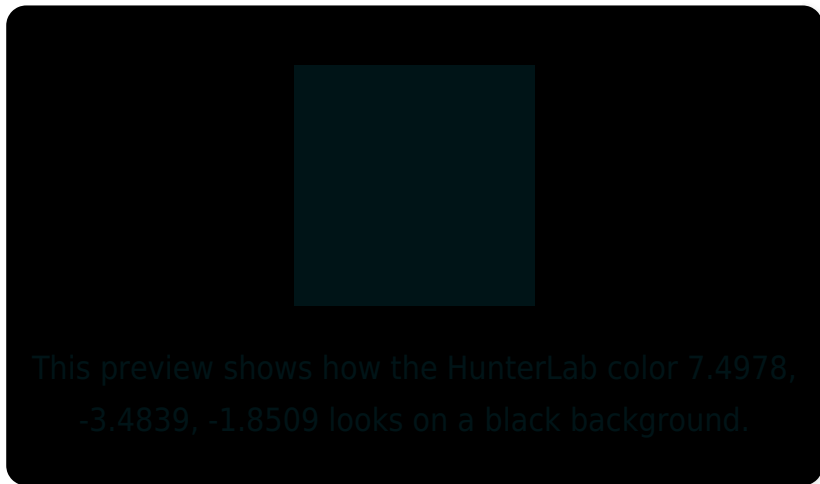 This preview shows how the HunterLab color 7.4978,
-3.4839, -1.8509 looks on a black background.